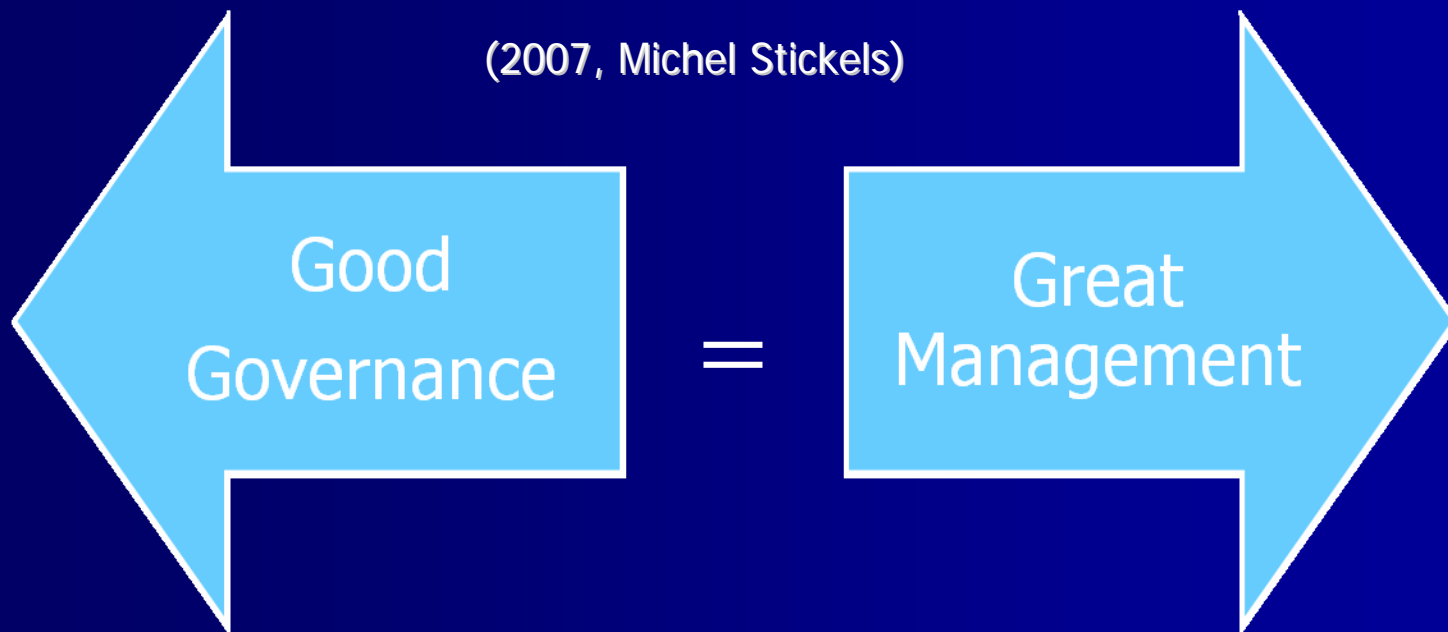 (2007, Michel Stickels)
Good
Governance
=
Great
Management